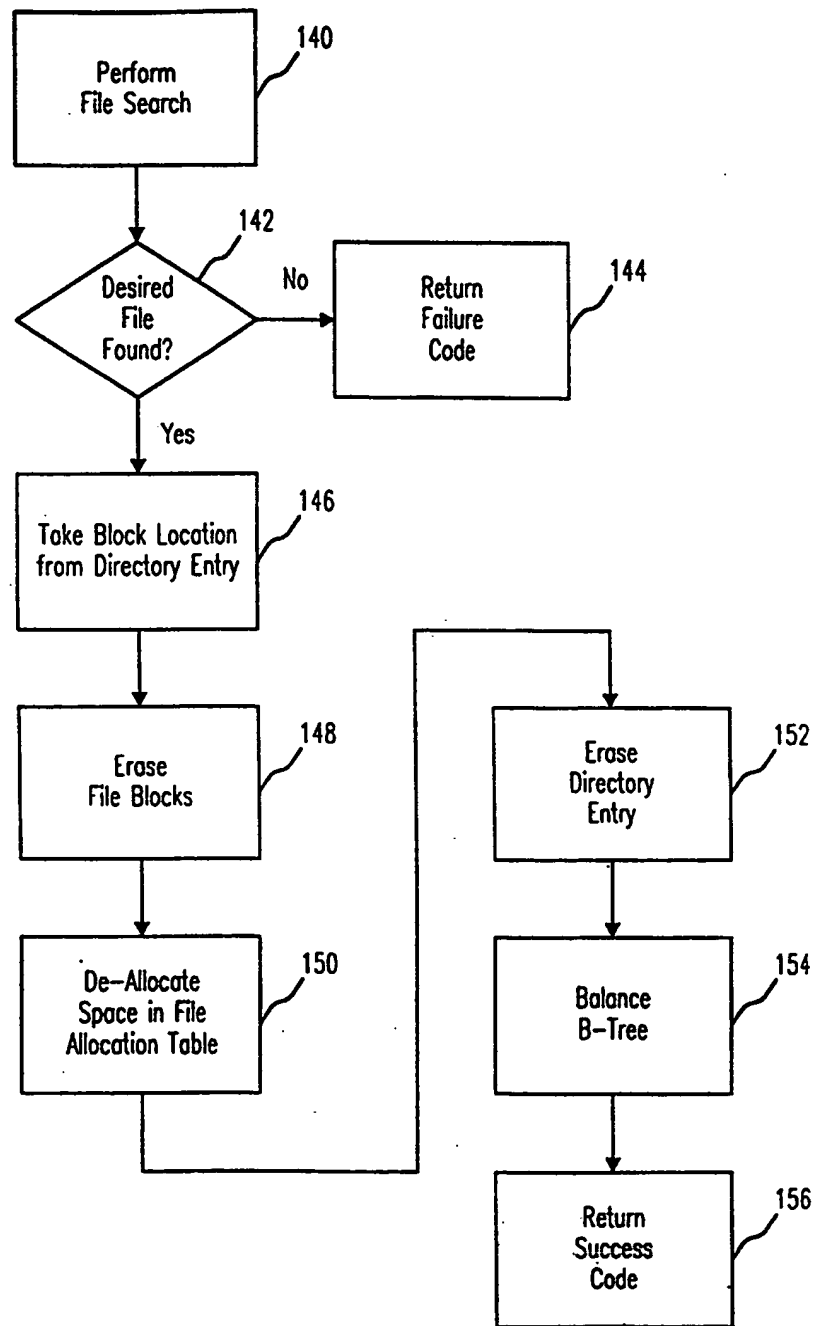 Perform
File Search
140
Desired
File
Found?
142
No
Return
Failure
Code
144
Yes
Take Block Location
from Directory Entry
146
Erase
File Blocks
148
De-Allocate
Space in File
Allocation Table
150
Erase
Directory
Entry
152
Balance
B-Tree
154
Return
Success
Code
156